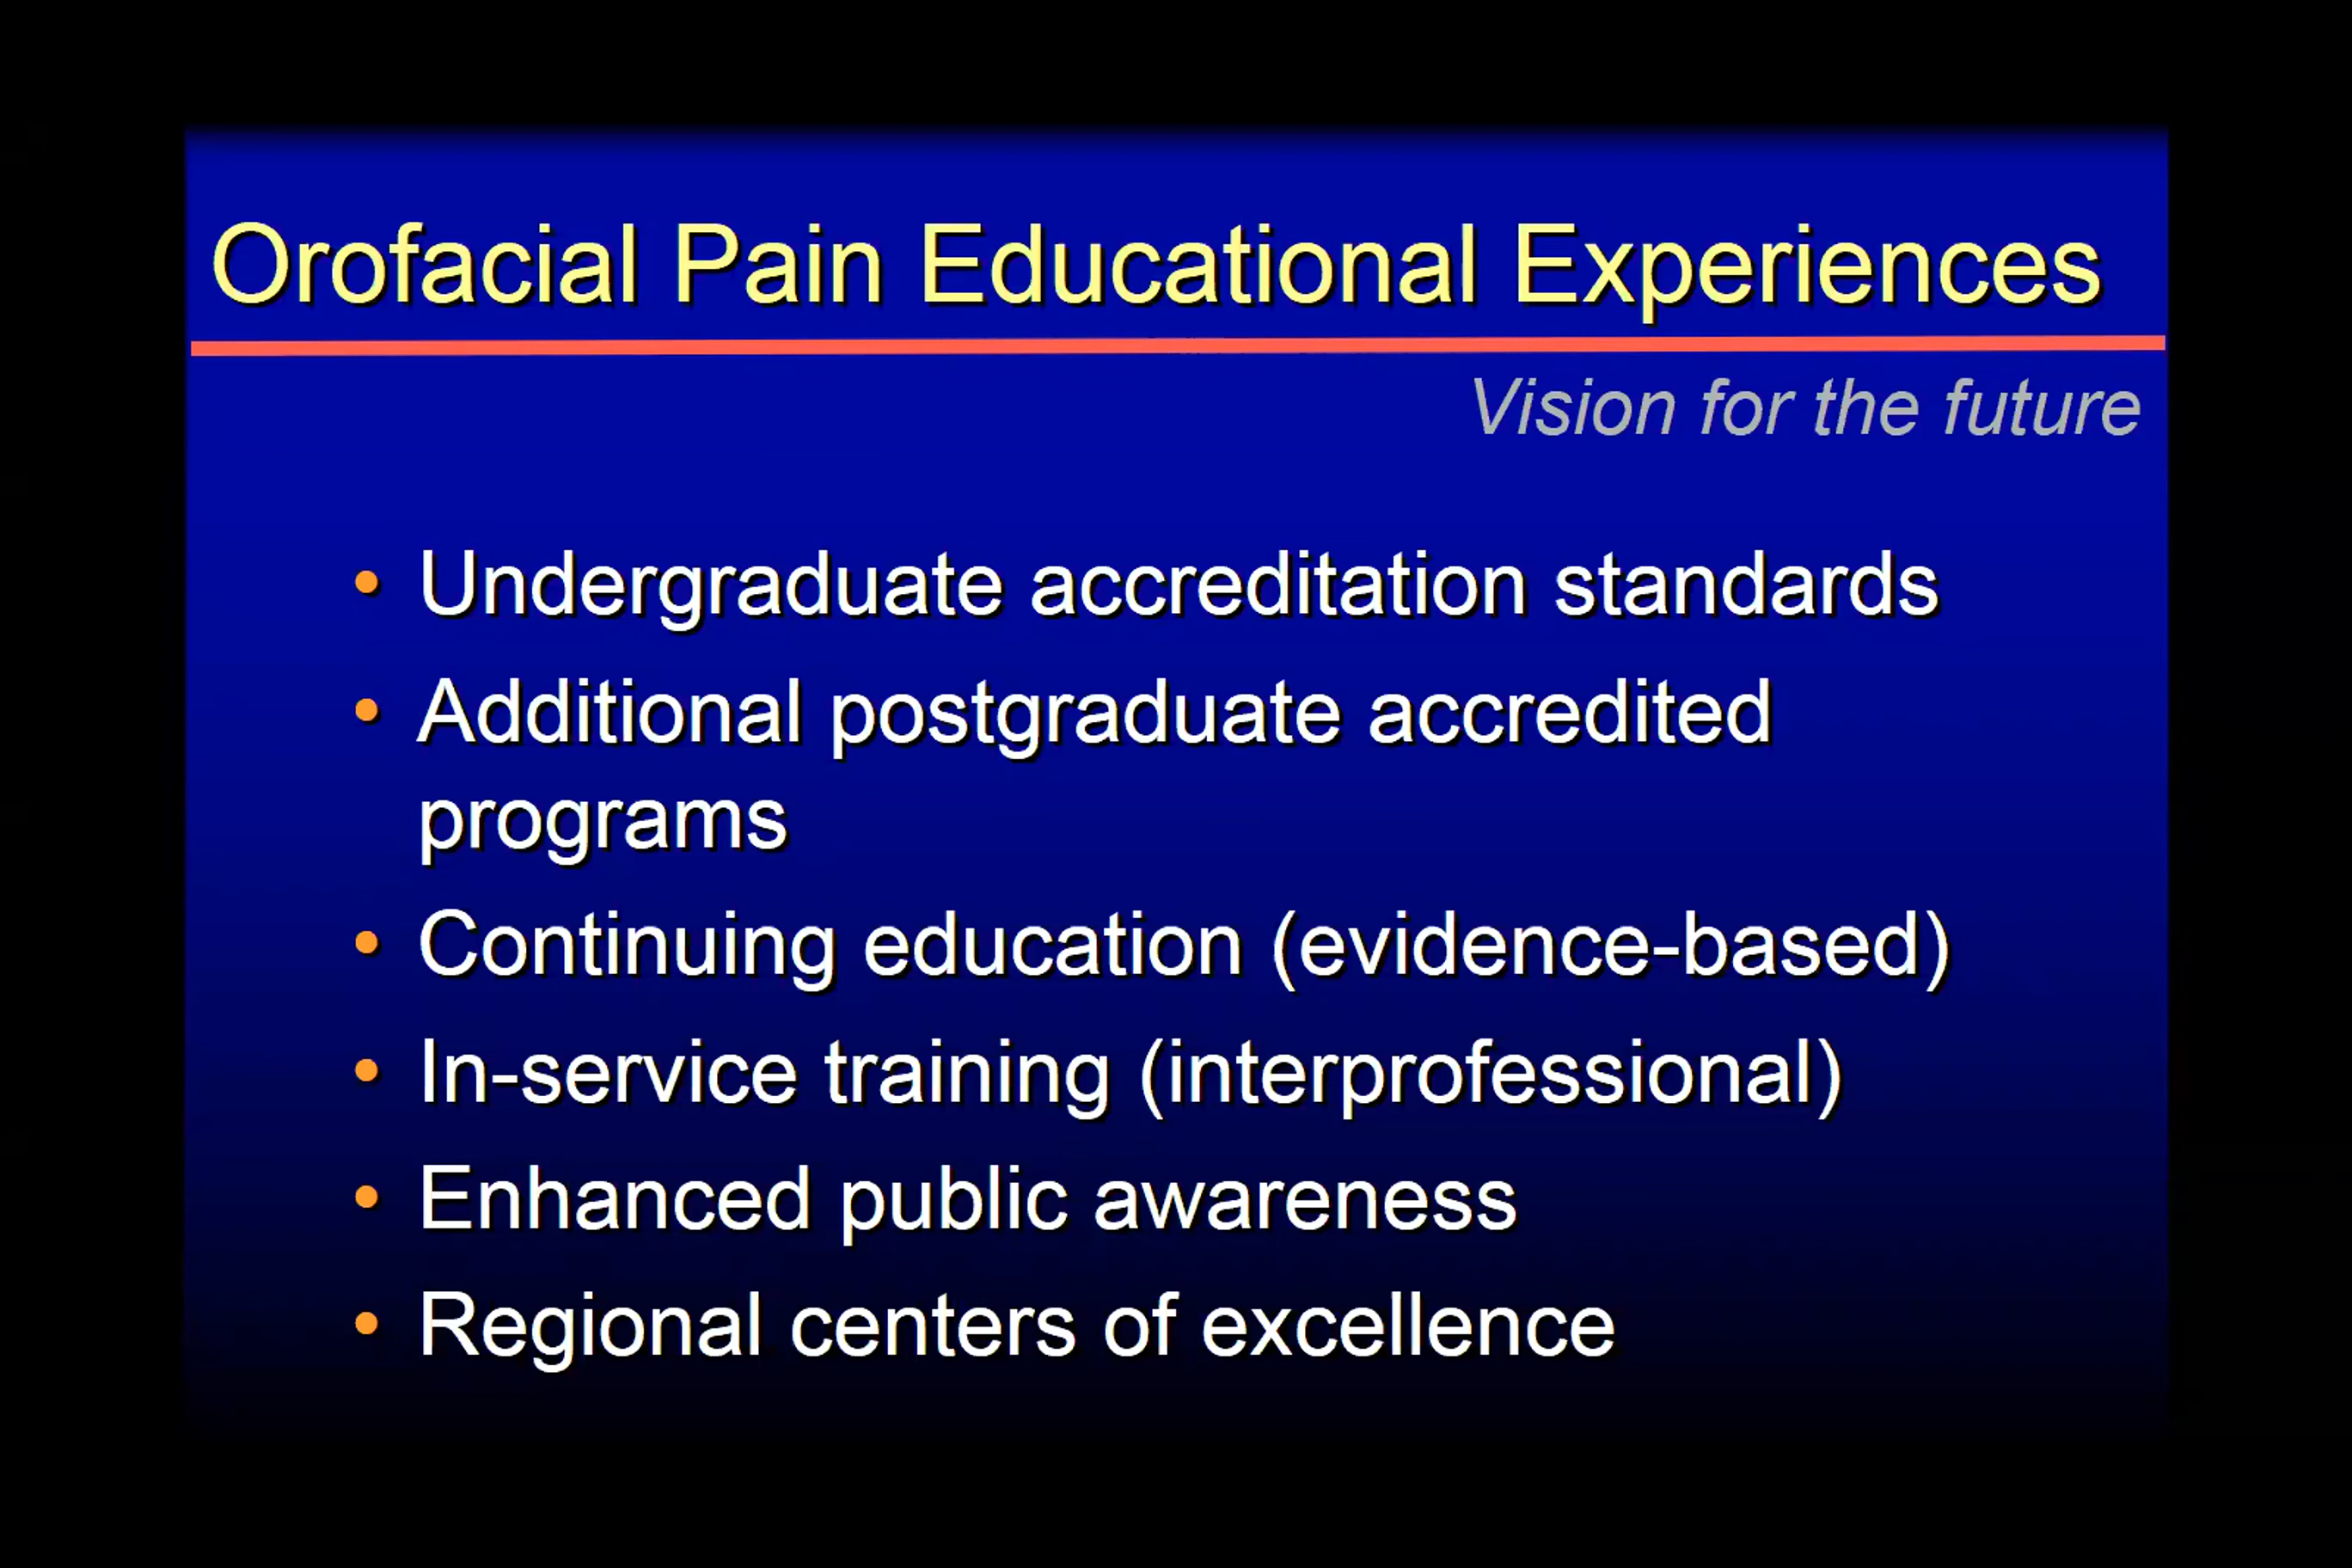 Orofacial Pain Educational Experiences
Vision for the future
• Undergraduate accreditation standards
• Additional postgraduate accredited
programs
• Continuing education (evidence-based)
• In-service training (interprofessional)
• Enhanced public awareness
• Regional centers of excellence